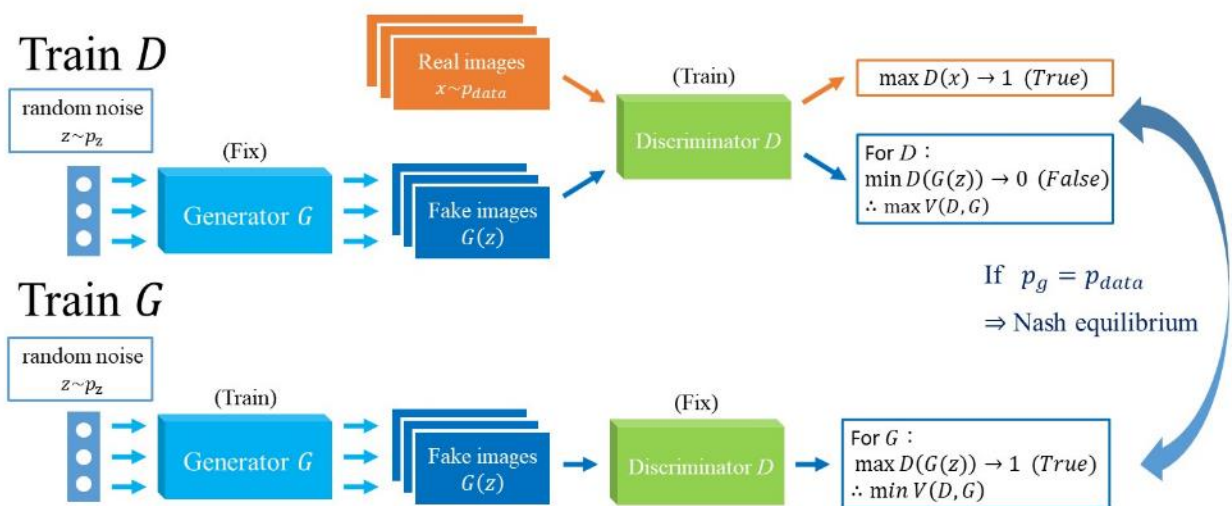 Train D
random noise
z~p_z
(Fix)
Generator G
Real images
x~p_data
Fake images
G(z)
(Train)
Discriminator D
max D(x) → 1 (True)
For D :
min D(G(z)) → 0 (False)
∴ max V(D, G)
If p_g = p_data
⇒ Nash equilibrium
Train G
random noise
z~p_z
(Train)
Generator G
Fake images
G(z)
(Fix)
Discriminator D
For G :
max D(G(z)) → 1 (True)
∴ min V(D, G)